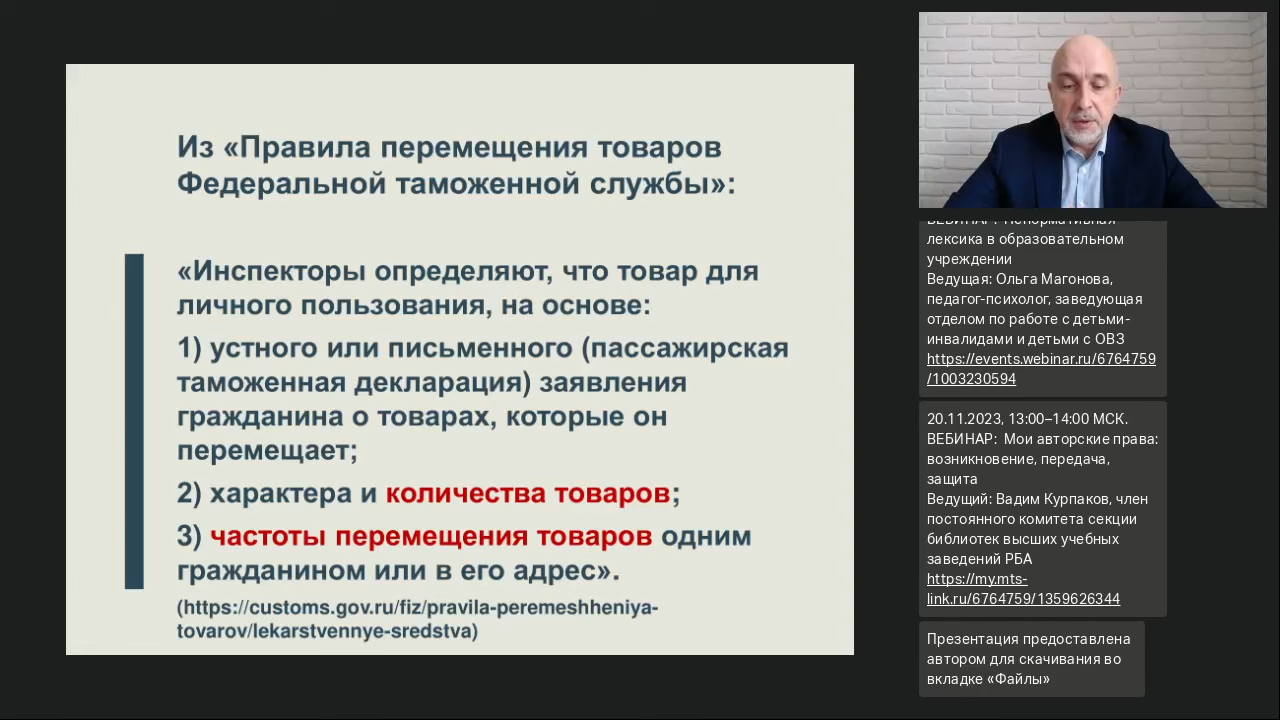 Из «Правила перемещения товаров
Федеральной таможенной службы»:
«Инспекторы определяют, что товар для
личного пользования, на основе:
1) устного или письменного (пассажирская
таможенная декларация) заявления
гражданина о товарах, которые он
перемещает;
2) характера и количества товаров;
3) частоты перемещения товаров одним
гражданином или в его адрес».
(https://customs.gov.ru/fiz/pravila-peremeshheniya-
tovarov/lekarstvennye-sredstva)
ВЕБИНАР: Ненормативная
лексика в образовательном
учреждении
Ведущая: Ольга Магонова,
педагог-психолог, заведующая
отделом по работе с детьми-
инвалидами и детьми с ОВЗ
https://events.webinar.ru/6764759
/1003230594
20.11.2023, 13:00–14:00 МСК.
ВЕБИНАР: Мои авторские права:
возникновение, передача,
защита
Ведущий: Вадим Курпаков, член
постоянного комитета секции
библиотек высших учебных
заведений РБА
https://my.mts-
link.ru/6764759/1359626344
Презентация предоставлена
автором для скачивания во
вкладке «Файлы»